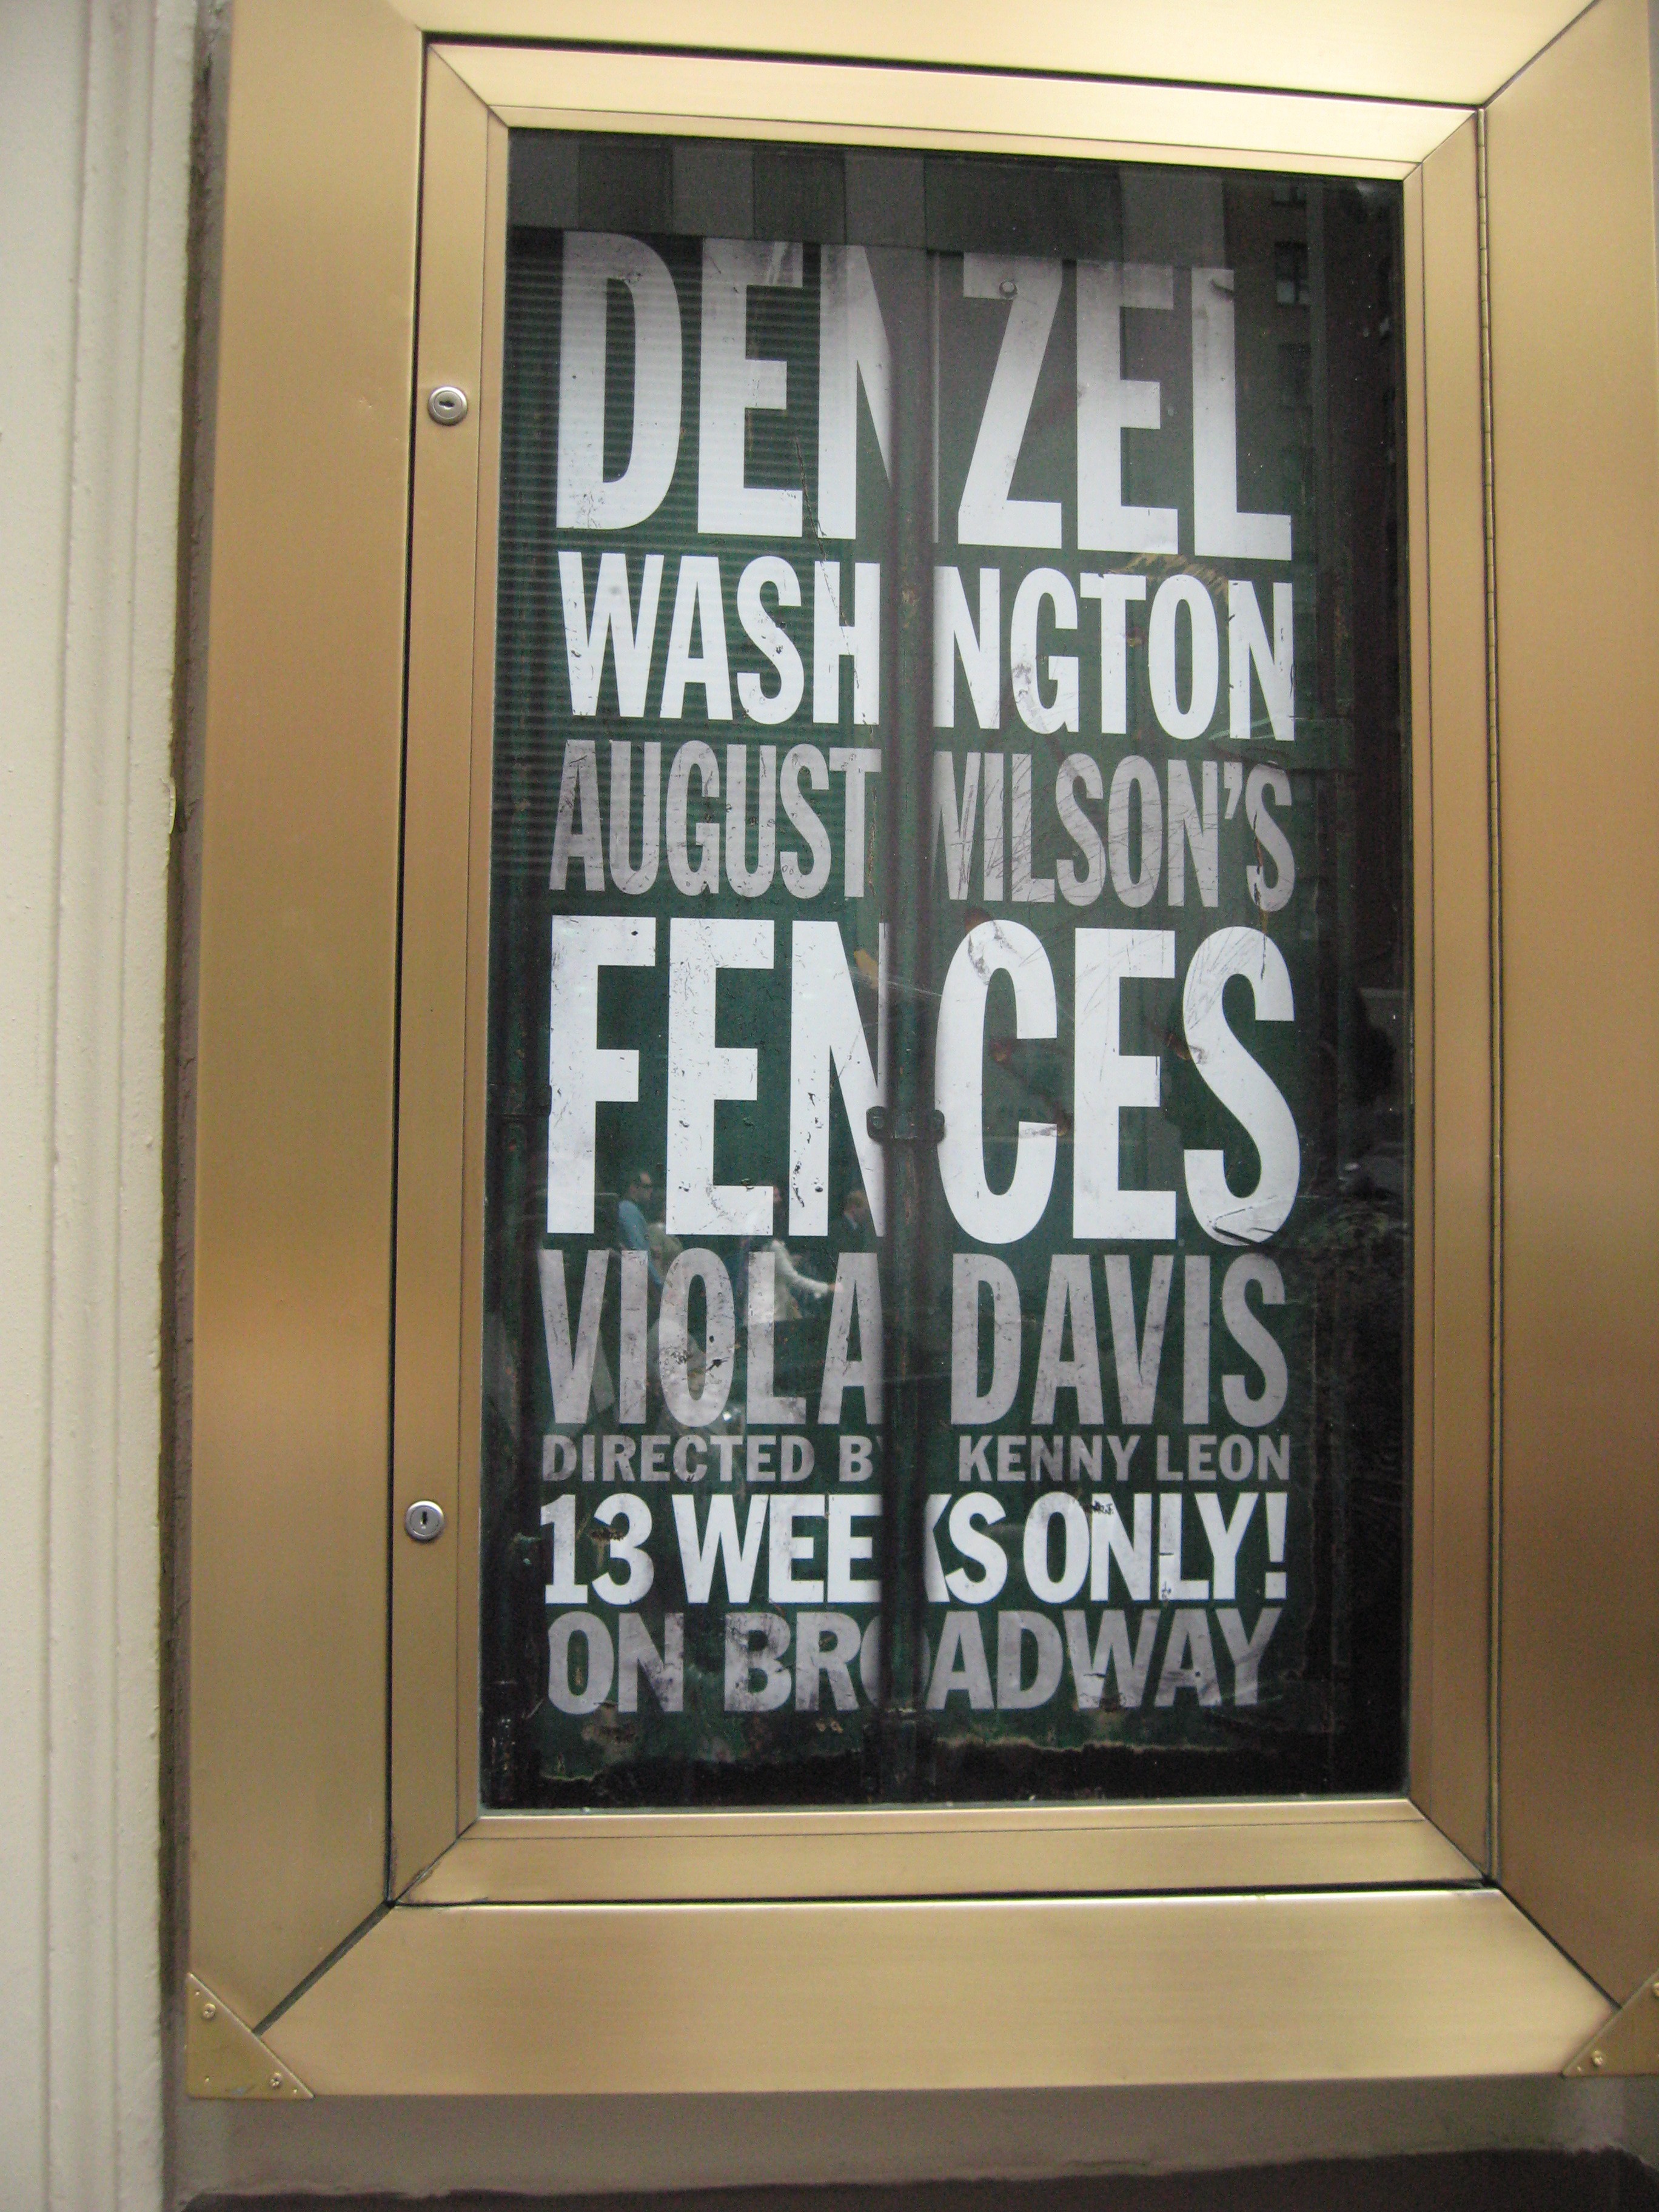 DENZEL
WASHINGTON
AUGUST WILSON'S
FENCES
VIOLA DAVIS
DIRECTED BY KENNY LEON
13 WEEKS ONLY!
ON BROADWAY